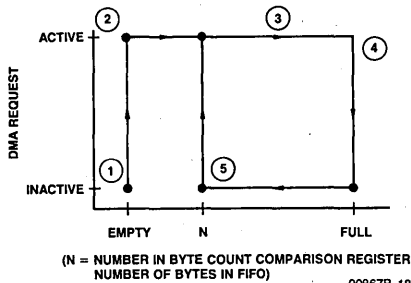 2
3
ACTIVE
4
DMA REQUEST
1
5
INACTIVE
EMPTY N FULL
(N = NUMBER IN BYTE COUNT COMPARISON REGISTER
NUMBER OF BYTES IN FIFO)